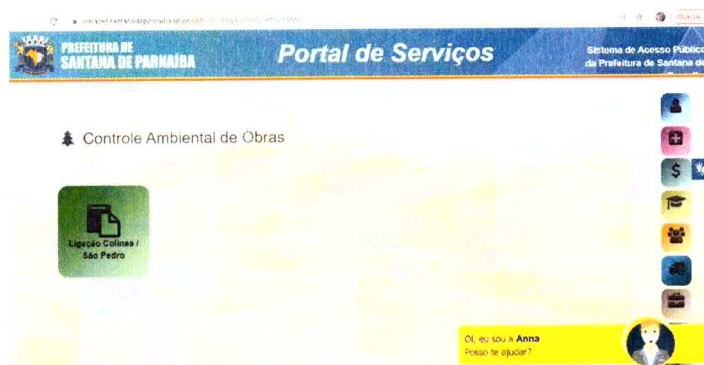 PREFEITURA DE
SANTANA DE PARNAÍBA
Portal de Serviços
Sistema de Acesso Público
da Prefeitura de Santana de
Controle Ambiental de Obras
$
Ligação Colinas /
São Pedro
Oi, eu sou a Anna
Posso te ajudar?